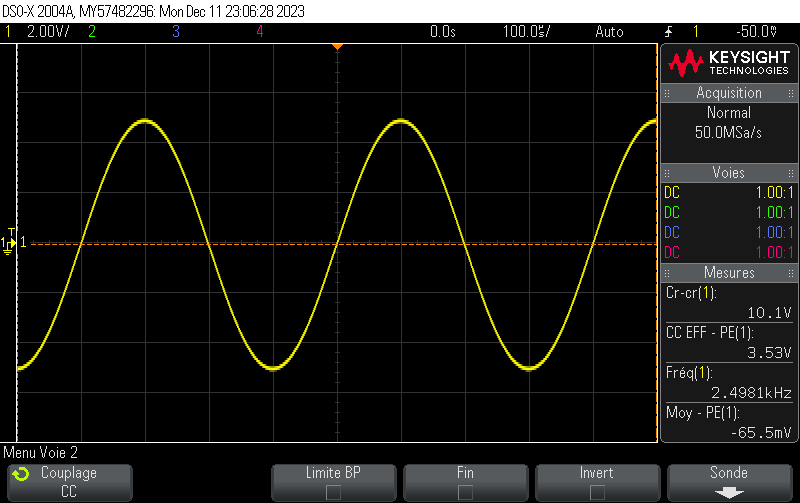 DSO-X 2004A, MY57482296: Mon Dec 11 23:06:28 2023
1 2.00V/ 2 3 4 0.0s 100.0µs/ Auto 1 -50.0mV
KEYSIGHT
TECHNOLOGIES
Acquisition
Normal
50.0MSa/s
Voies
DC 1.00:1
DC 1.00:1
DC 1.00:1
DC 1.00:1
T
1 1
Mesures
Cr-cr(1):
10.1V
CC EFF - PE(1):
3.53V
Fréq(1):
2.4981kHz
Moy - PE(1):
-65.5mV
Menu Voie 2
Couplage
CC
Limite BP
Fin
Invert
Sonde